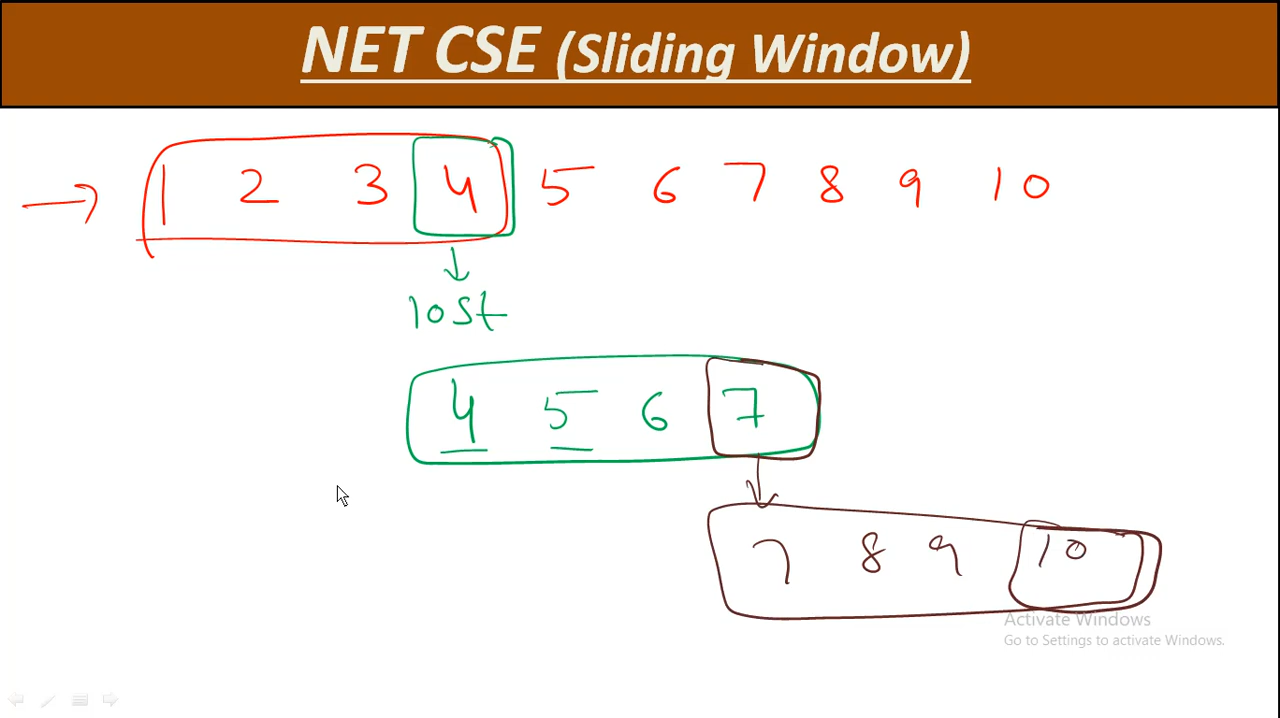 NET CSE (Sliding Window)
1 2 3 4 5 6 7 8 9 10
lost
4 5 6 7
7 8 9 10
Activate Windows
Go to Settings to activate Windows.